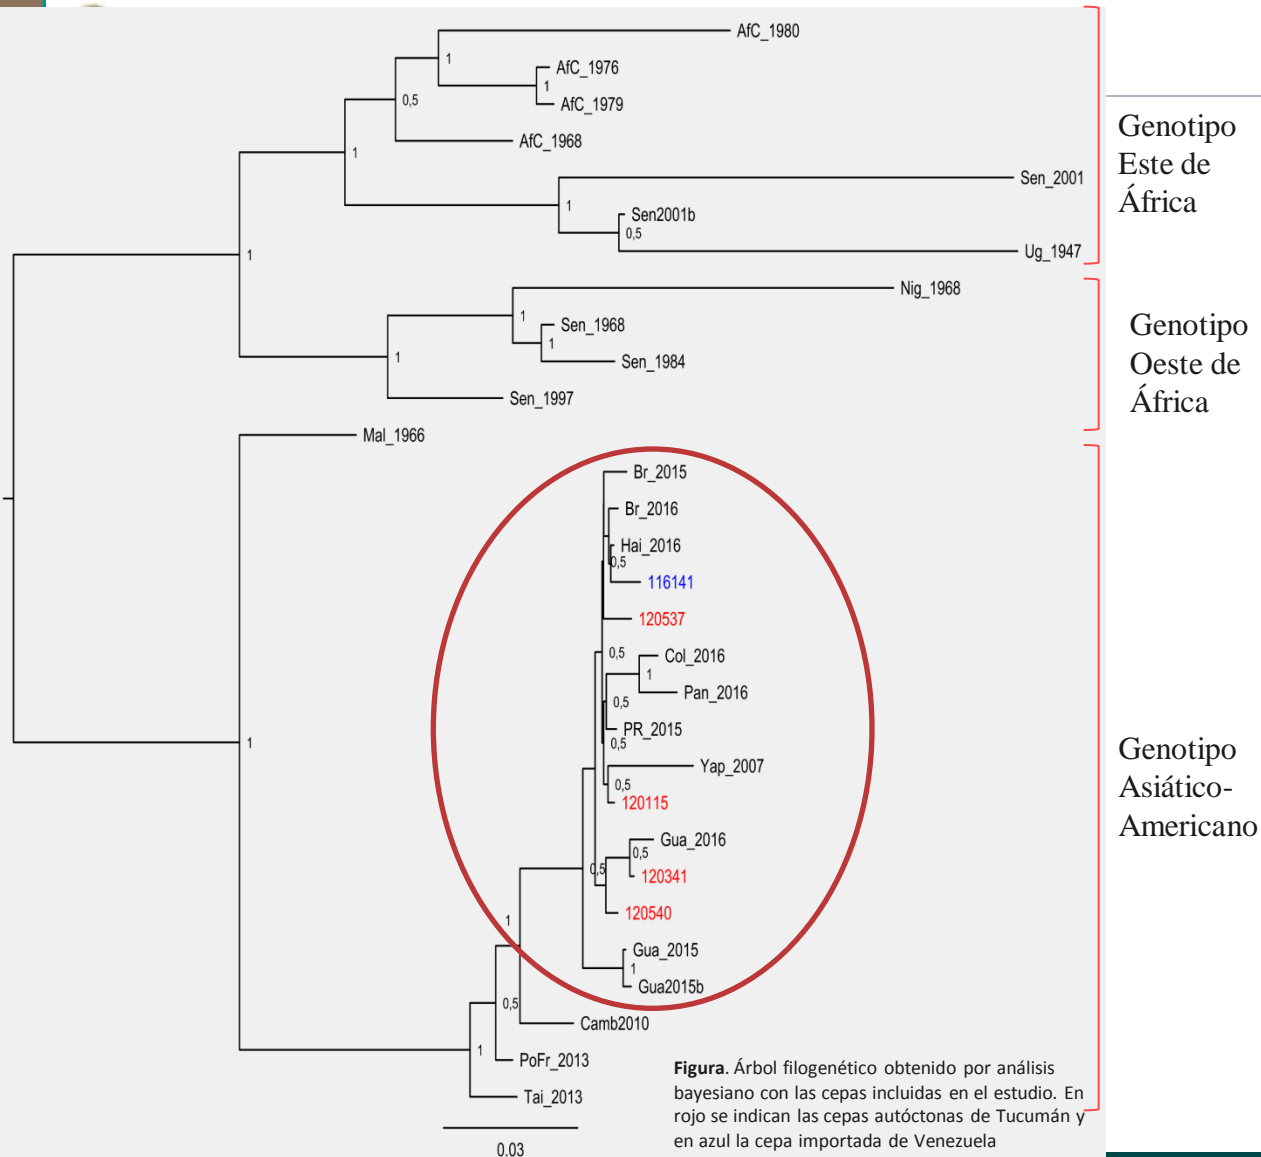 AfC_1980
1
AfC_1976
1
AfC_1979
0,5
AfC_1968
1
Sen_2001
1
Sen2001b
0,5
Ug_1947
1
Genotipo
Este de
África
Nig_1968
1
Sen_1968
1
Sen_1984
1
Sen_1997
Genotipo
Oeste de
África
Mal_1966
Br_2015
Br_2016
Hai_2016
0,5
116141
120537
0,5
Col_2016
1
Pan_2016
0,5
PR_2015
0,5
1
Yap_2007
0,5
120115
Gua_2016
0,5
120341
0,5
120540
1
Gua_2015
1
Gua2015b
0,5
Camb2010
1
PoFr_2013
Tai_2013
Genotipo
Asiático-
Americano
0.03
Figura. Árbol filogenético obtenido por análisis
bayesiano con las cepas incluidas en el estudio. En
rojo se indican las cepas autóctonas de Tucumán y
en azul la cepa importada de Venezuela